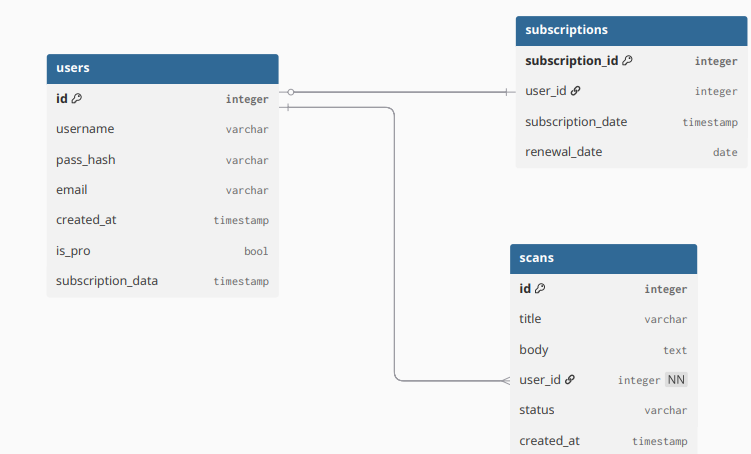 users
id integer
username varchar
pass_hash varchar
email varchar
created_at timestamp
is_pro bool
subscription_data timestamp
subscriptions
subscription_id integer
user_id integer
subscription_date timestamp
renewal_date date
scans
id integer
title varchar
body text
user_id integer NN
status varchar
created_at timestamp